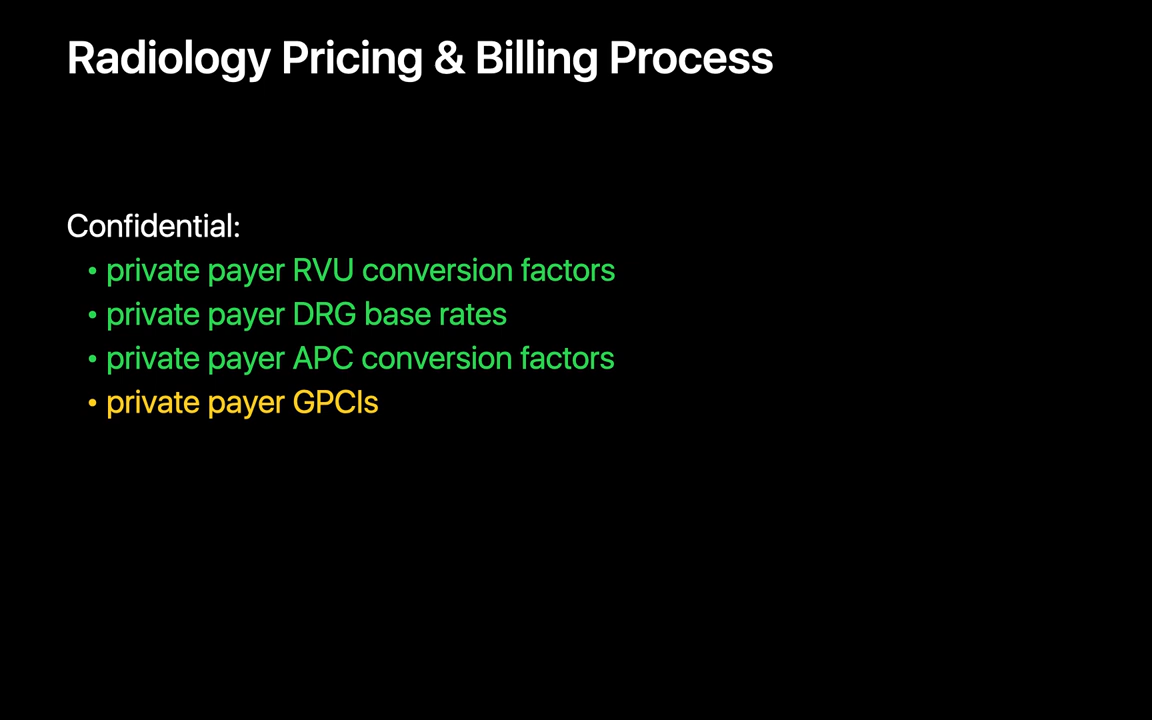 Radiology Pricing & Billing Process
Confidential:
• private payer RVU conversion factors
• private payer DRG base rates
• private payer APC conversion factors
• private payer GPCIs